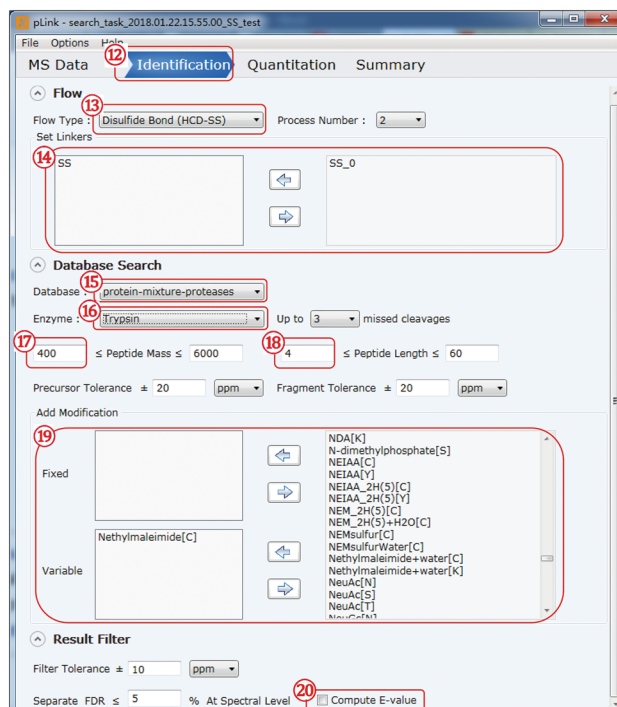 pLink - search_task_2018.01.22.15.55.00_SS_test
File Options Help
12
MS Data Identification Quantitation Summary
Flow
13
Flow Type : Disulfide Bond (HCD-SS) Process Number : 2
Set Linkers
14
SS SS_0
Database Search
15
Database : protein-mixture-proteases
16
Enzyme : Trypsin Up to 3 missed cleavages
17 18
400 ≤ Peptide Mass ≤ 6000 4 ≤ Peptide Length ≤ 60
Precursor Tolerance ± 20 ppm Fragment Tolerance ± 20 ppm
Add Modification
19
Fixed
NDA[K]
N-dimethylphosphate[S]
NEIAA[C]
NEIAA[Y]
NEIAA_2H(5)[C]
NEIAA_2H(5)[Y]
NEM_2H(5)[C]
NEM_2H(5)+H2O[C]
NEMsulfur[C]
NEMsulfurWater[C]
Variable
Nethylmaleimide[C]
Nethylmaleimide+water[C]
Nethylmaleimide+water[K]
NeuAc[N]
NeuAc[S]
NeuAc[T]
NeuGc[N]
Result Filter
Filter Tolerance ± 10 ppm
20
Separate FDR ≤ 5 % At Spectral Level Compute E-value